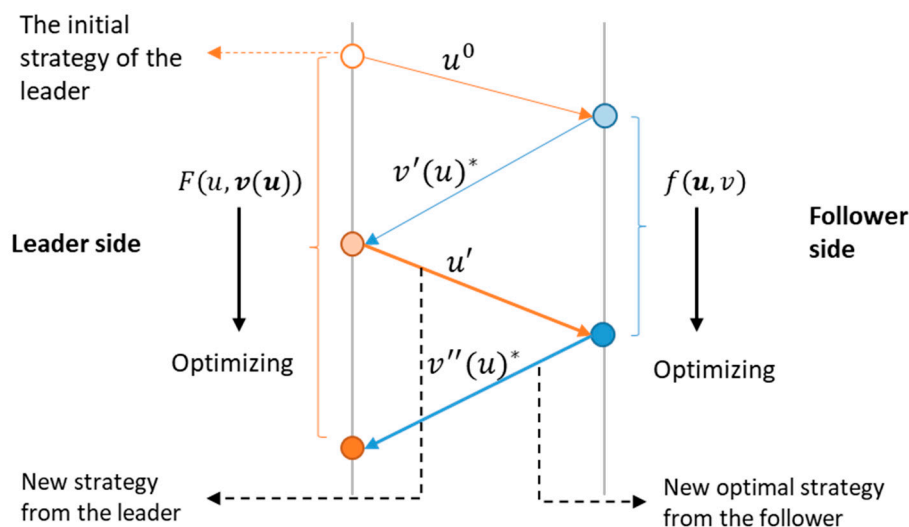 The initial
strategy of the
leader
u⁰
v′(u)*
F(u, v(u))
f(u, v)
Leader side
Follower
side
u′
Optimizing
v′′(u)*
Optimizing
New strategy
from the leader
New optimal strategy
from the follower